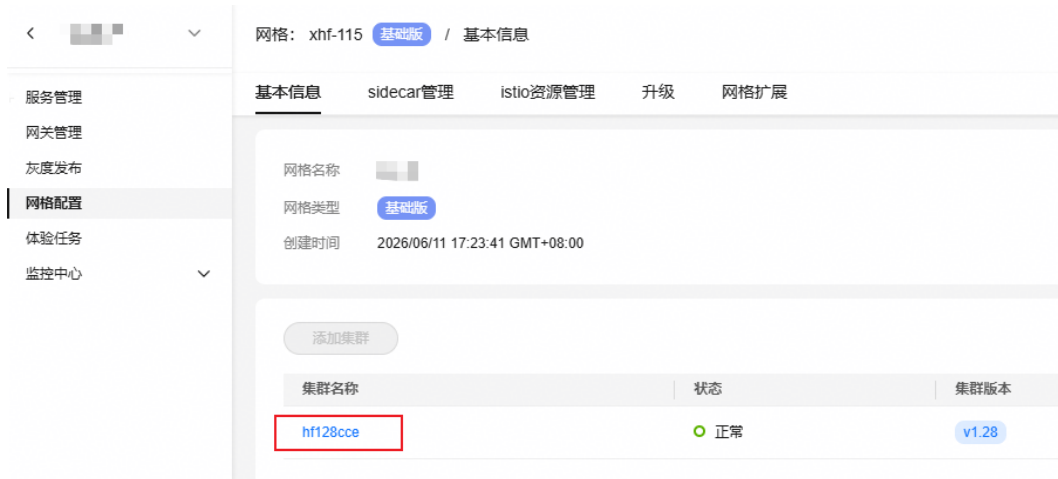 网格： xhf-115 基础版 / 基本信息
基本信息 sidecar管理 istio资源管理 升级 网格扩展
服务管理
网关管理
灰度发布
网格配置
体验任务
监控中心
网格名称
网格类型 基础版
创建时间 2026/06/11 17:23:41 GMT+08:00
添加集群
集群名称 状态 集群版本
hf128cce 正常 v1.28